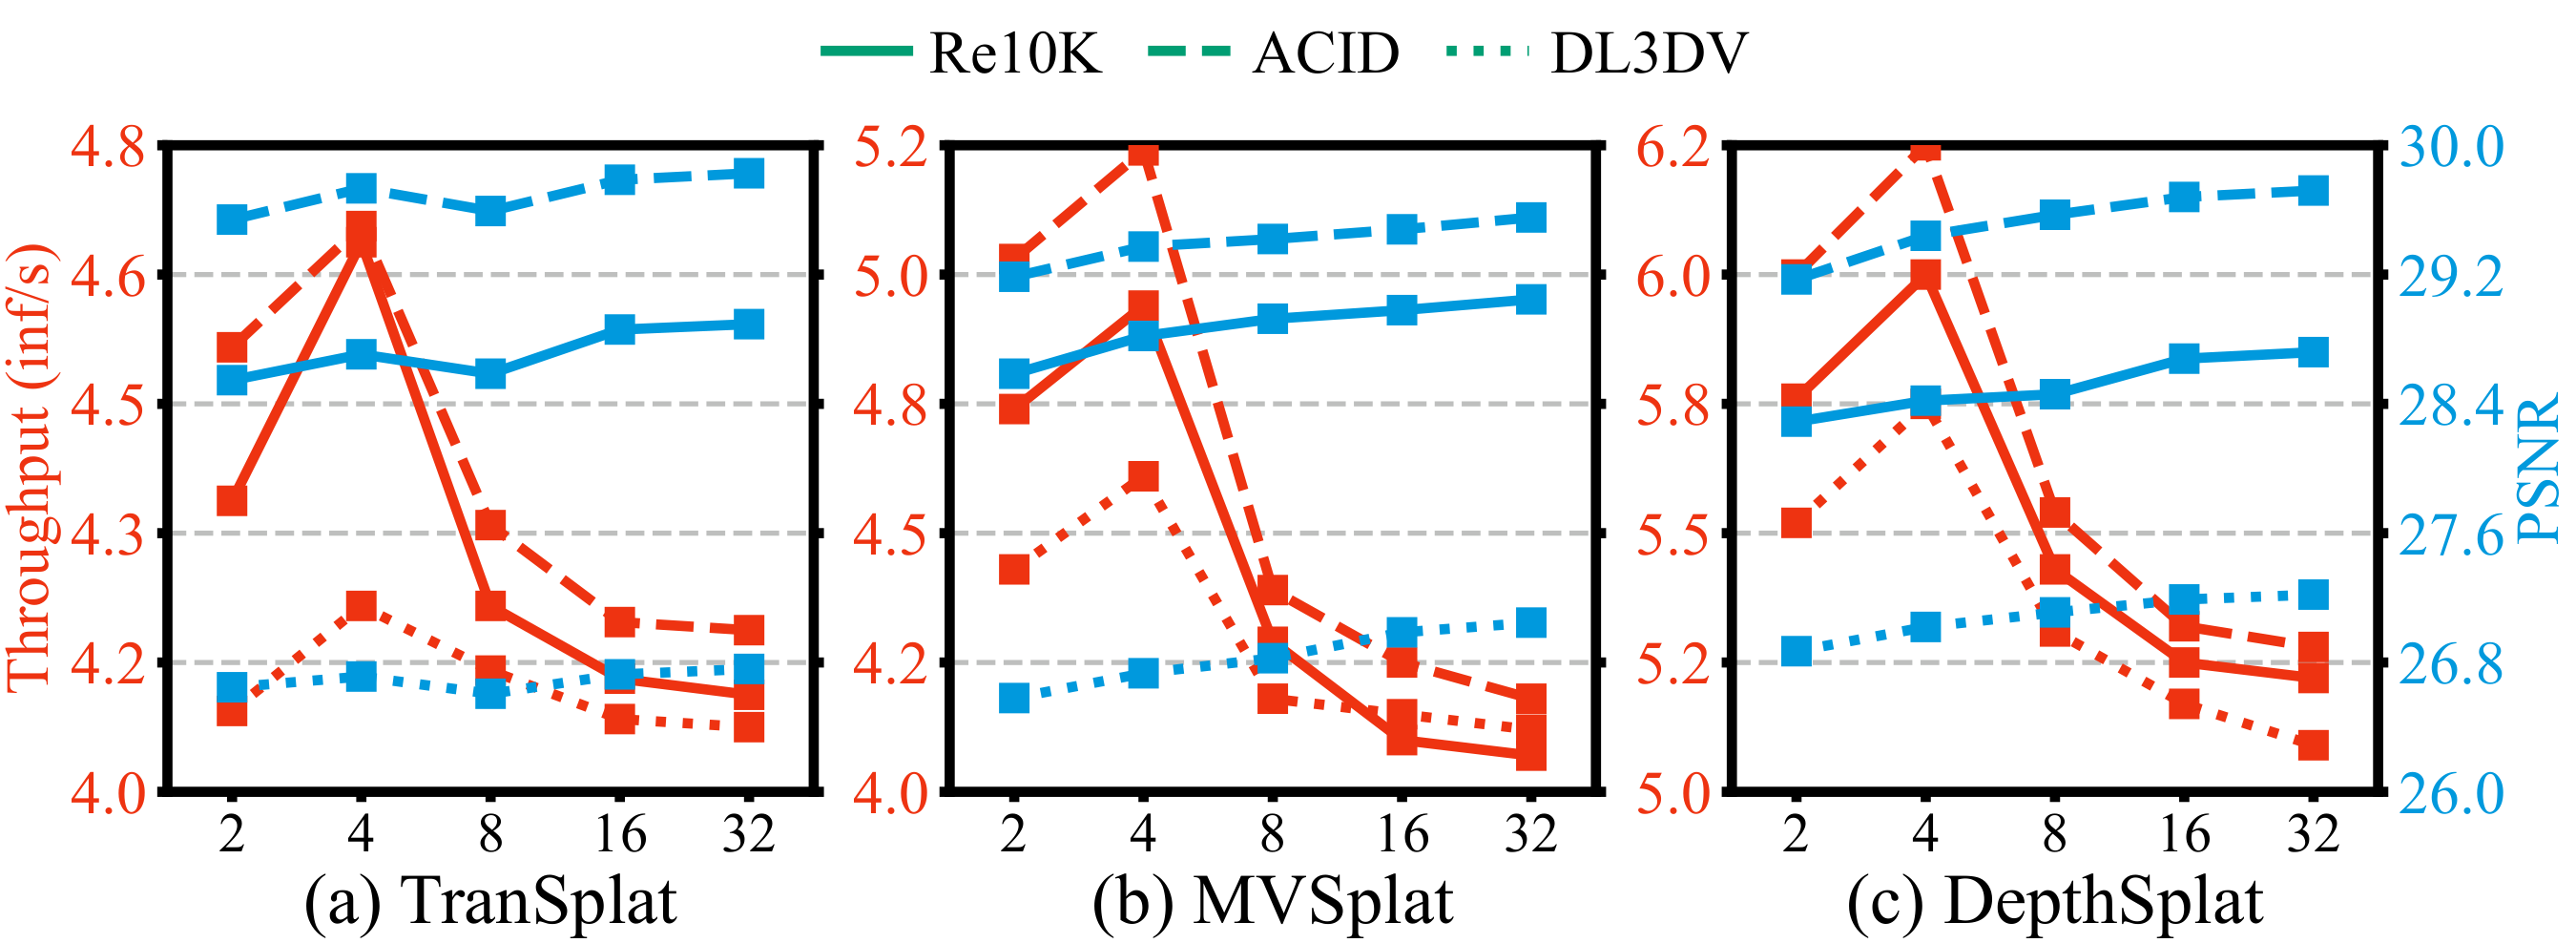 Re10K ACID DL3DV
Throughput (inf/s)
4.8
4.6
4.5
4.3
4.2
4.0
2 4 8 16 32
(a) TranSplat
5.2
5.0
4.8
4.5
4.2
4.0
2 4 8 16 32
(b) MVSplat
6.2
6.0
5.8
5.5
5.2
5.0
2 4 8 16 32
(c) DepthSplat
30.0
29.2
28.4
27.6
26.8
26.0
PSNR